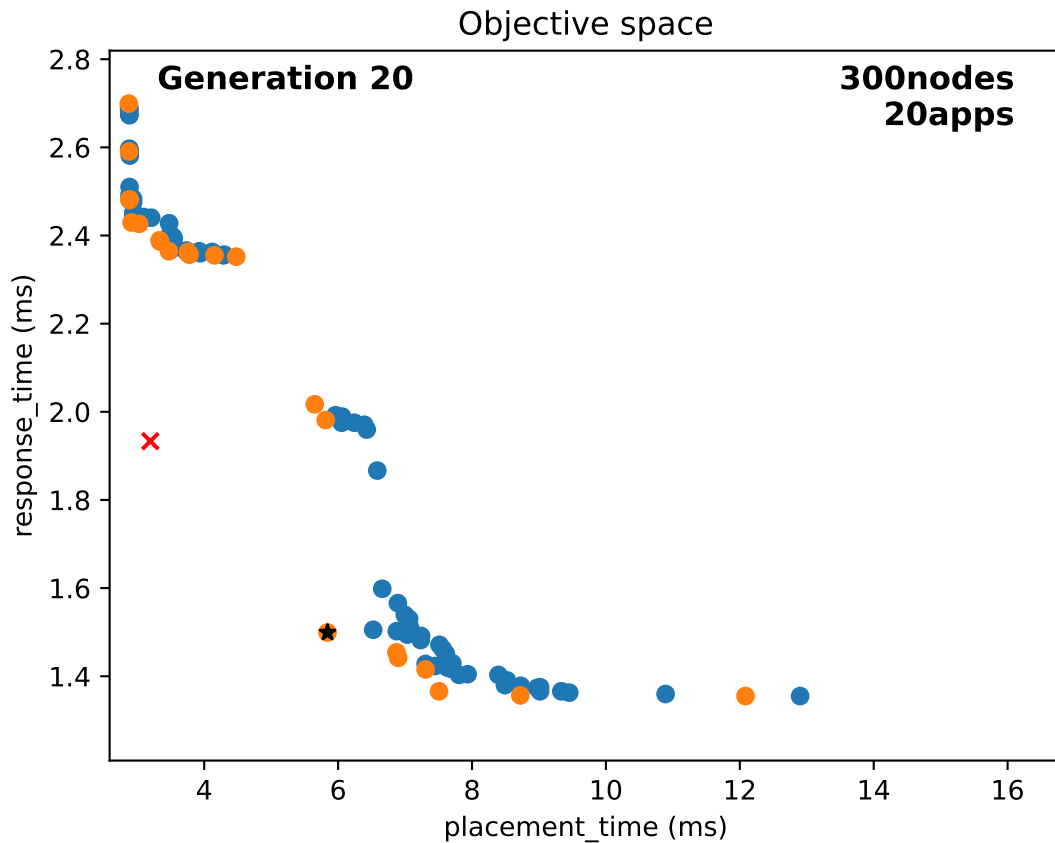 Objective space
Generation 20
300nodes
20apps
2.8
2.6
2.4
2.2
2.0
1.8
1.6
1.4
response_time (ms)
4 6 8 10 12 14 16
placement_time (ms)